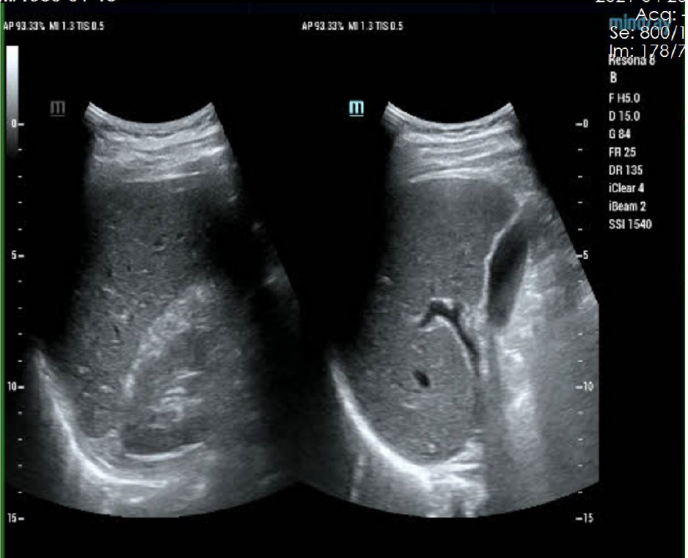 AP 93.33% MI 1.3 TIS 0.5
AP 93.33% MI 1.3 TIS 0.5
mindray
Acq:
Se: 800/1
Im: 178/7
Resona 8
B
F H5.0
D 15.0
G 84
FR 25
DR 135
iClear 4
iBeam 2
SSI 1540
m
m
0
5
10
15
0
5
10
15